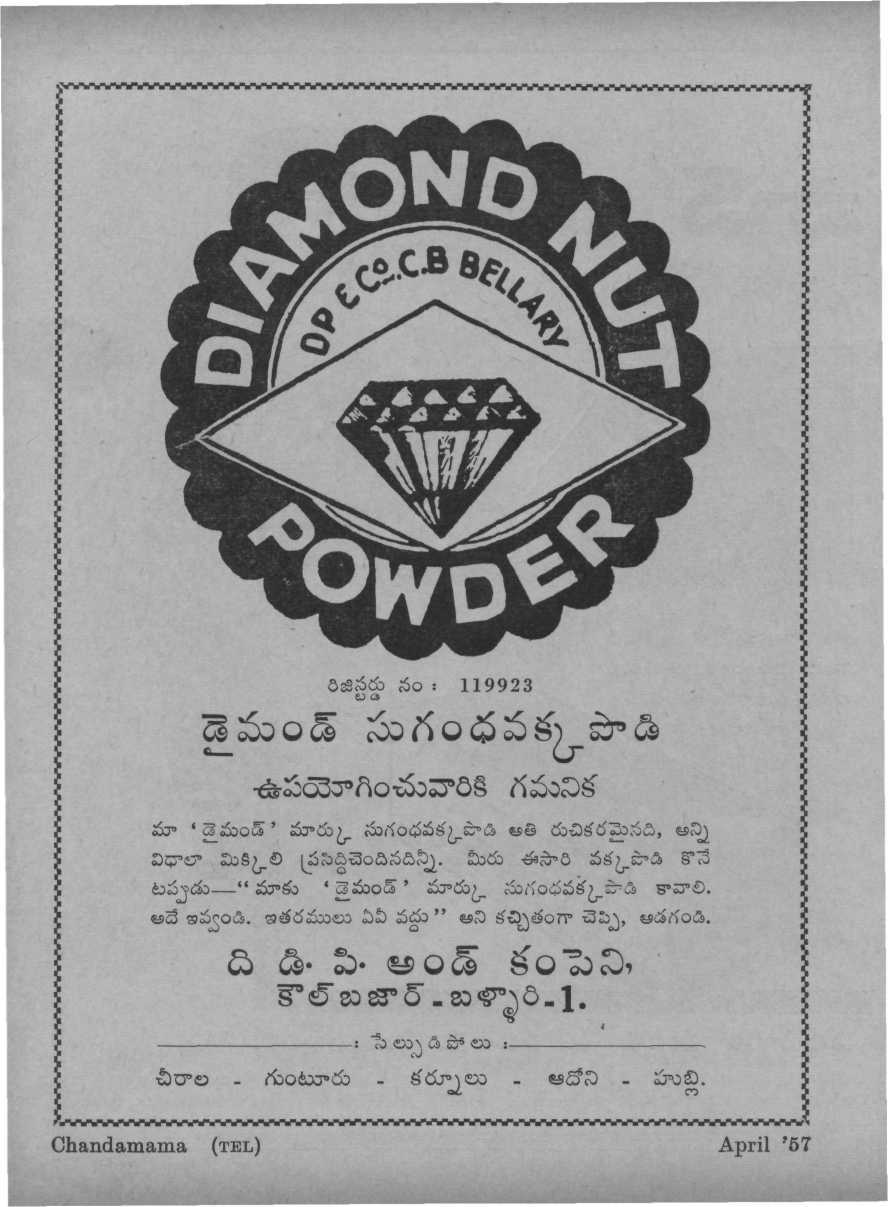 DIAMOND NUT
DP & Co. C.B BELLARY
POWDER
రిజిస్టర్డు నం : 119923
డైమండ్ సుగంధవక్కపొడి
ఉపయోగించువారికి గమనిక
మా ‘డైమండ్’ మార్కు సుగంధవక్కపొడి అతి రుచికరమైనది, అన్ని
విధాలా మిక్కిలి ప్రసిద్ధిచెందినదిన్నీ. మీరు ఈసారి వక్కపొడి కొనే
టప్పుడు—“మాకు ‘డైమండ్’ మార్కు సుగంధవక్కపొడి కావాలి.
అదే ఇవ్వండి. ఇతరములు ఏవీ వద్దు” అని కచ్చితంగా చెప్పి, అడగండి.
ది డి. పి. అండ్ కంపెని,
కౌల్ బజార్ - బళ్ళారి-1.
: సేల్సుడిపోలు :
చీరాల - గుంటూరు - కర్నూలు - ఆదోని - హుబ్లి.
Chandamama (TEL) April '57